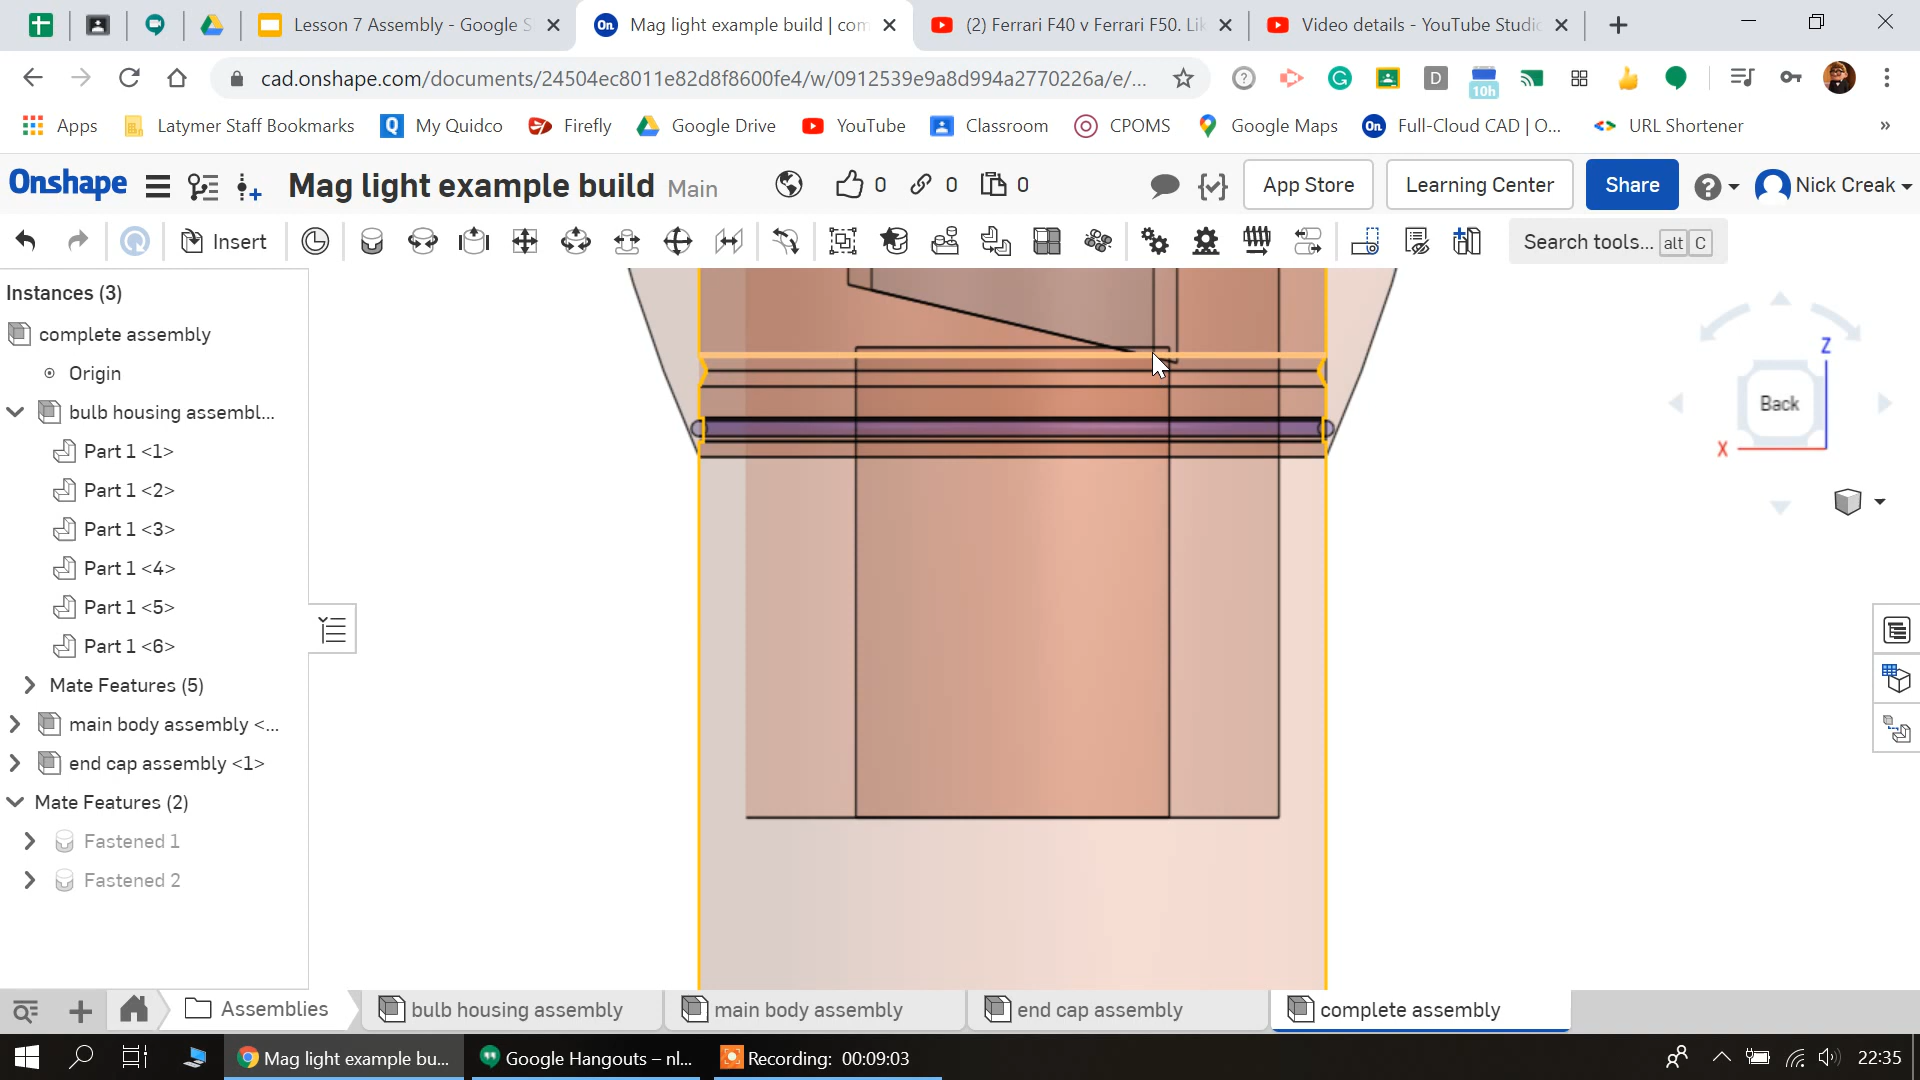 Lesson 7 Assembly - Google S
Mag light example build | com
(2) Ferrari F40 v Ferrari F50. Lik
Video details - YouTube Studio
cad.onshape.com/documents/24504ec8011e82d8f8600fe4/w/0912539e9a8d994a2770226a/e/...
10h
Apps
Latymer Staff Bookmarks
My Quidco
Firefly
Google Drive
YouTube
Classroom
CPOMS
Google Maps
Full-Cloud CAD | O...
URL Shortener
»
Onshape
Mag light example build Main
0
0
0
App Store
Learning Center
Share
Nick Creak
Insert
Search tools... alt C
Instances (3)
complete assembly
Origin
bulb housing assembl...
Part 1 <1>
Part 1 <2>
Part 1 <3>
Part 1 <4>
Part 1 <5>
Part 1 <6>
Mate Features (5)
main body assembly <...
end cap assembly <1>
Mate Features (2)
Fastened 1
Fastened 2
Z
Back
X
Assemblies
bulb housing assembly
main body assembly
end cap assembly
complete assembly
Mag light example bu...
Google Hangouts – nl...
Recording: 00:09:03
22:35